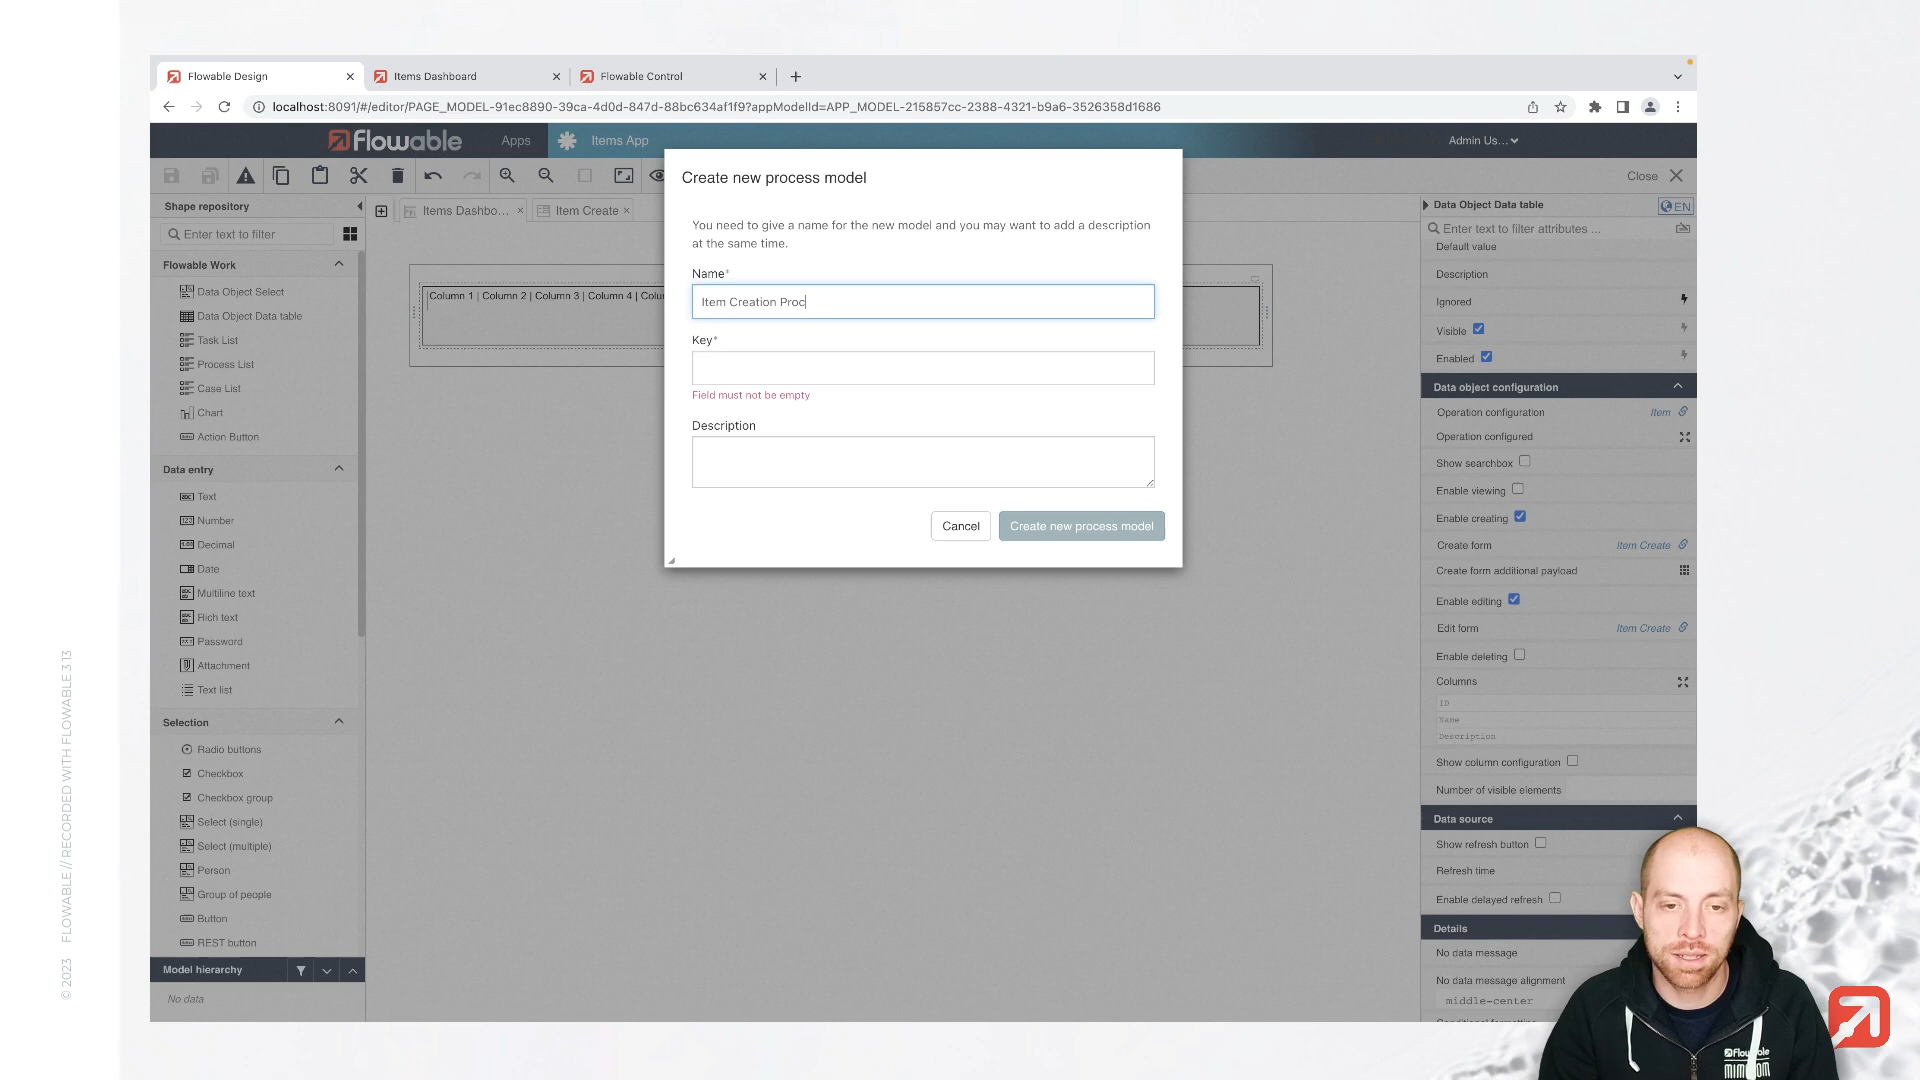 Flowable Design
Items Dashboard
Flowable Control
localhost:8091/#/editor/PAGE_MODEL-91ec8890-39ca-4d0d-847d-88bc634af1f9?appModelId=APP_MODEL-215857cc-2388-4321-b9a6-3526358d1686
Flowable
Apps
Items App
Admin Us...
Close
Shape repository
Enter text to filter
Flowable Work
Data Object Select
Data Object Data table
Task List
Process List
Case List
Chart
Action Button
Data entry
Text
Number
Decimal
Date
Multiline text
Rich text
Password
Attachment
Text list
Selection
Radio buttons
Checkbox
Checkbox group
Select (single)
Select (multiple)
Person
Group of people
Button
REST button
Model hierarchy
No data
Items Dashbo...
Item Create
Column 1 | Column 2 | Column 3 | Column 4 | Colu
Create new process model
You need to give a name for the new model and you may want to add a description
at the same time.
Name*
Item Creation Proc
Key*
Field must not be empty
Description
Cancel
Create new process model
Data Object Data table
EN
Enter text to filter attributes ...
Default value
Description
Ignored
Visible
Enabled
Data object configuration
Operation configuration Item
Operation configured
Show searchbox
Enable viewing
Enable creating
Create form Item Create
Create form additional payload
Enable editing
Edit form Item Create
Enable deleting
Columns
ID
Name
Description
Show column configuration
Number of visible elements
Data source
Show refresh button
Refresh time
Enable delayed refresh
Details
No data message
No data message alignment
middle-center
© 2023 FLOWABLE // RECORDED WITH FLOWABLE 3.13